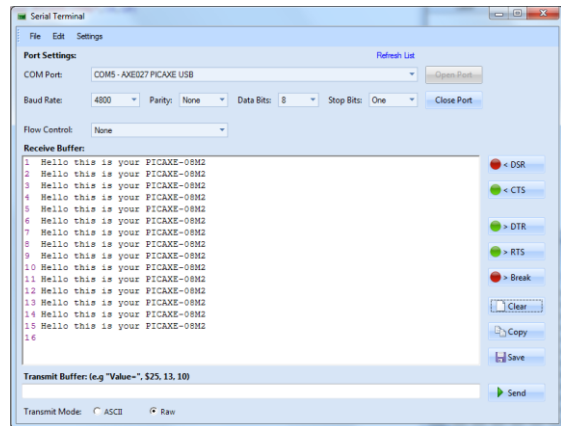 Serial Terminal
File Edit Settings
Port Settings:
Refresh List
COM Port:
COM5 - AXE027 PICAXE USB
Open Port
Baud Rate:
4800
Parity:
None
Data Bits:
8
Stop Bits:
One
Close Port
Flow Control:
None
Receive Buffer:
1 Hello this is your PICAXE-08M2
2 Hello this is your PICAXE-08M2
3 Hello this is your PICAXE-08M2
4 Hello this is your PICAXE-08M2
5 Hello this is your PICAXE-08M2
6 Hello this is your PICAXE-08M2
7 Hello this is your PICAXE-08M2
8 Hello this is your PICAXE-08M2
9 Hello this is your PICAXE-08M2
10 Hello this is your PICAXE-08M2
11 Hello this is your PICAXE-08M2
12 Hello this is your PICAXE-08M2
13 Hello this is your PICAXE-08M2
14 Hello this is your PICAXE-08M2
15 Hello this is your PICAXE-08M2
16
< DSR
< CTS
> DTR
> RTS
> Break
Clear
Copy
Save
Transmit Buffer: (e.g "Value=", $25, 13, 10)
Send
Transmit Mode:
ASCII
Raw